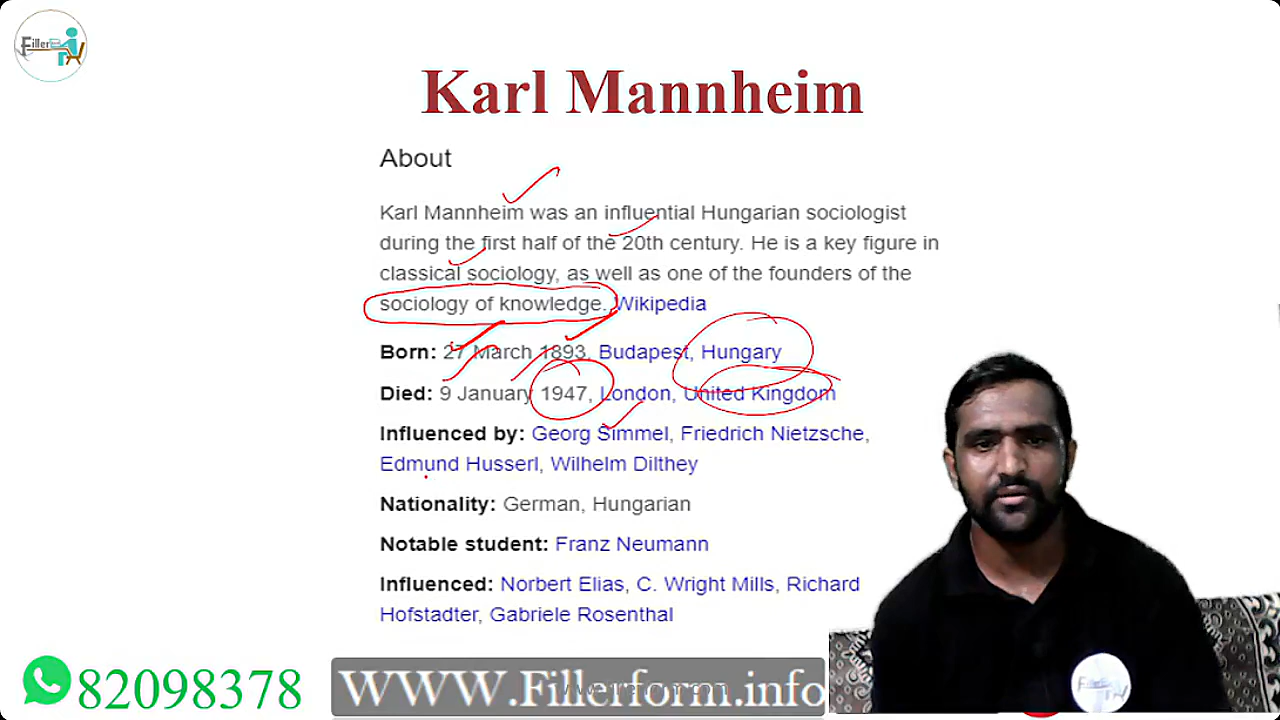 Filler
Karl Mannheim
About
Karl Mannheim was an influential Hungarian sociologist
during the first half of the 20th century. He is a key figure in
classical sociology, as well as one of the founders of the
sociology of knowledge. Wikipedia
Born: 27 March 1893, Budapest, Hungary
Died: 9 January 1947, London, United Kingdom
Influenced by: Georg Simmel, Friedrich Nietzsche,
Edmund Husserl, Wilhelm Dilthey
Nationality: German, Hungarian
Notable student: Franz Neumann
Influenced: Norbert Elias, C. Wright Mills, Richard
Hofstadter, Gabriele Rosenthal
82098378
WWW.Fillerform.info